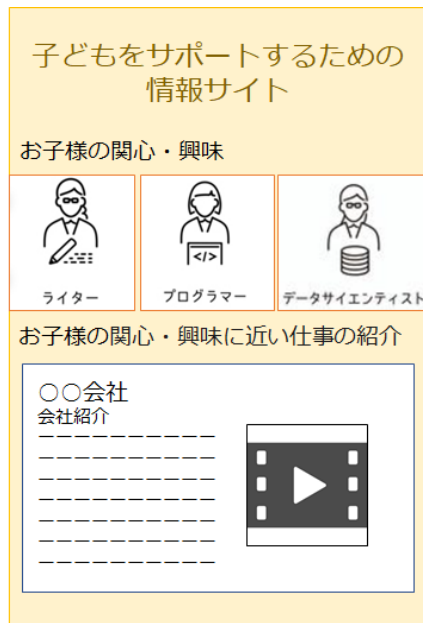 子どもをサポートするための
情報サイト
お子様の関心・興味
ライター
</>
プログラマー
データサイエンティスト
お子様の関心・興味に近い仕事の紹介
○○会社
会社紹介